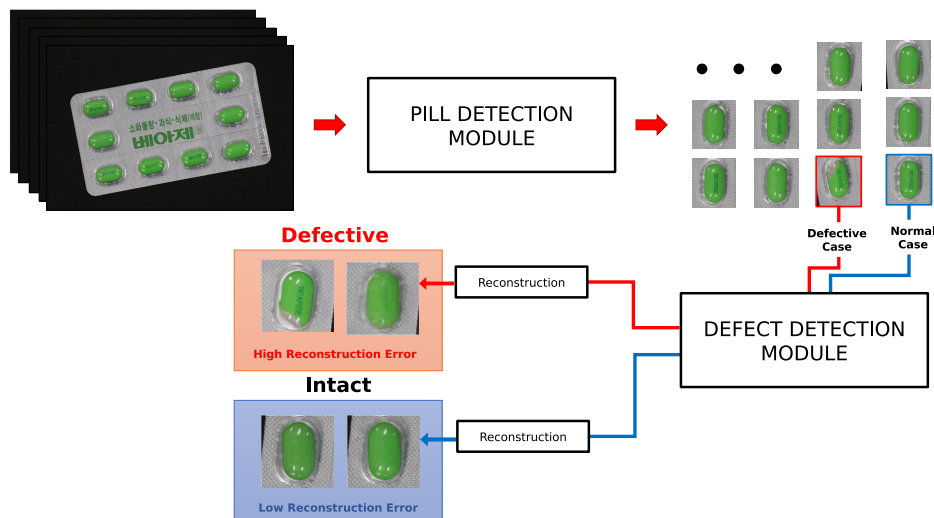 소화불량•과식•식체(체함)
베아제
PILL DETECTION
MODULE
Defective
Case
Normal
Case
Defective
Reconstruction
High Reconstruction Error
DEFECT DETECTION
MODULE
Intact
Reconstruction
Low Reconstruction Error